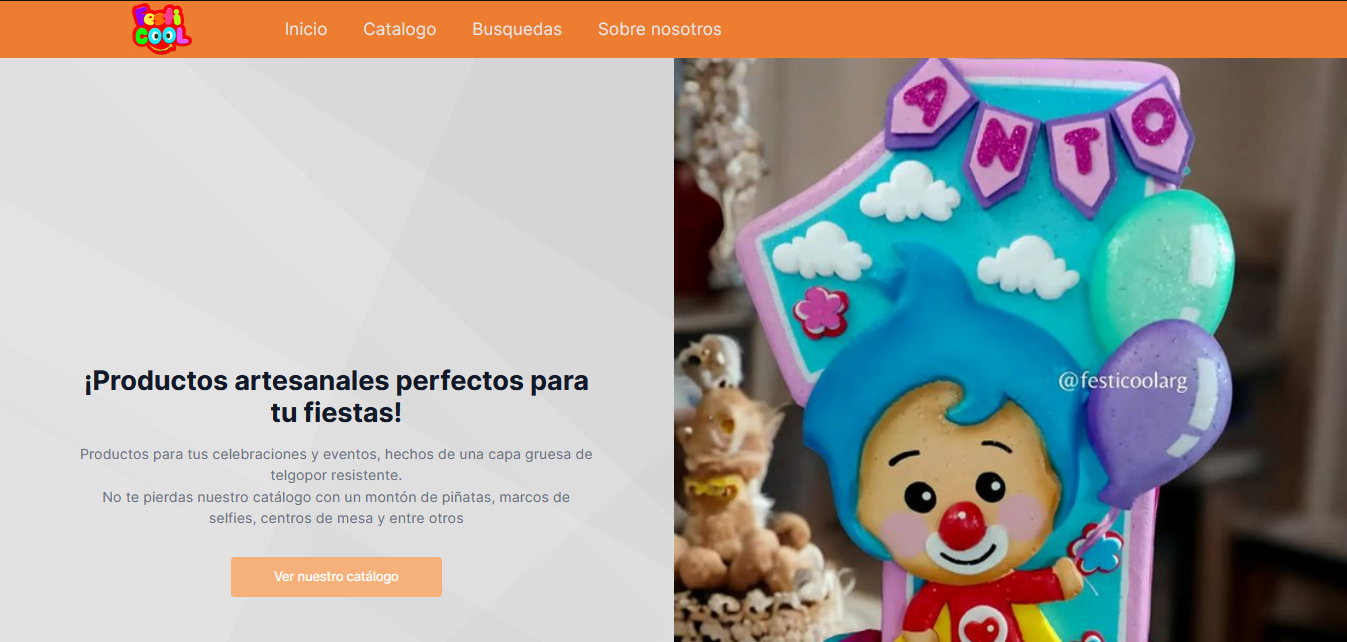 Festi
COOL
Inicio Catalogo Busquedas Sobre nosotros
ANTO
@festicoolarg
¡Productos artesanales perfectos para
tu fiestas!
Productos para tus celebraciones y eventos, hechos de una capa gruesa de
telgopor resistente.
No te pierdas nuestro catálogo con un montón de piñatas, marcos de
selfies, centros de mesa y entre otros
Ver nuestro catálogo